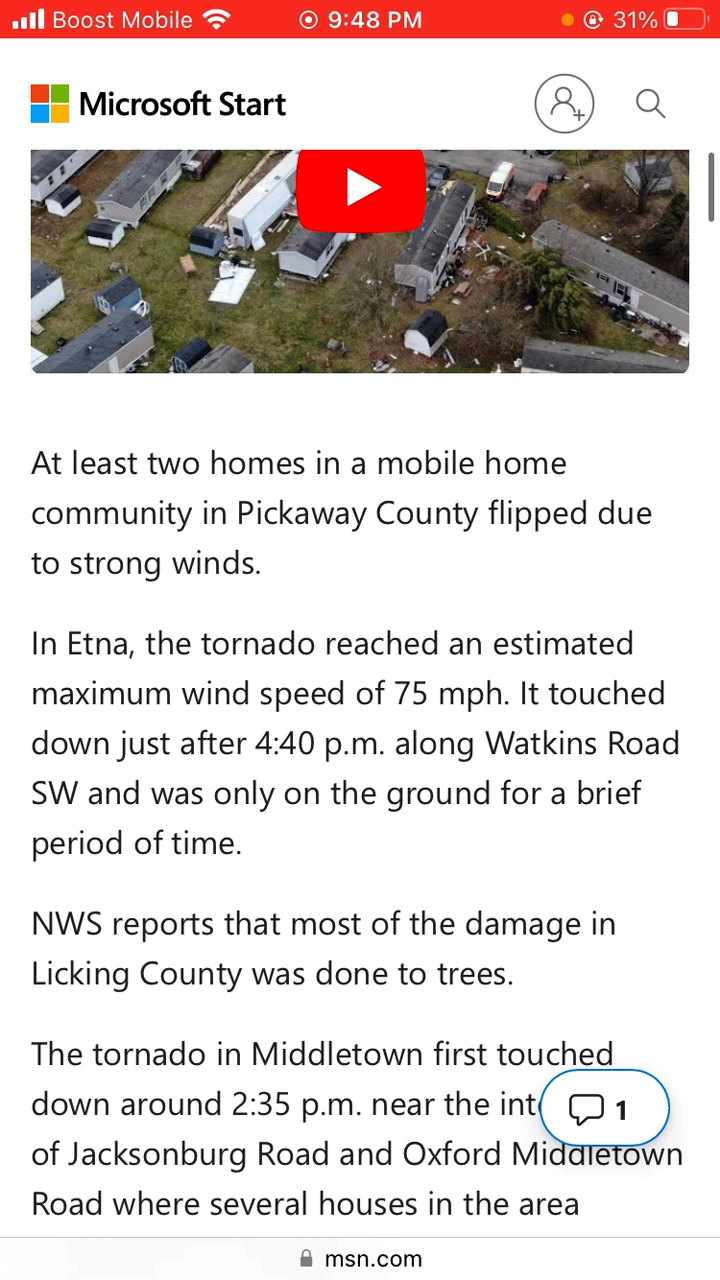 Boost Mobile 9:48 PM 31%
Microsoft Start
At least two homes in a mobile home
community in Pickaway County flipped due
to strong winds.
In Etna, the tornado reached an estimated
maximum wind speed of 75 mph. It touched
down just after 4:40 p.m. along Watkins Road
SW and was only on the ground for a brief
period of time.
NWS reports that most of the damage in
Licking County was done to trees.
The tornado in Middletown first touched
down around 2:35 p.m. near the
1
of Jacksonburg Road and Oxford Middletown
Road where several houses in the area
msn.com